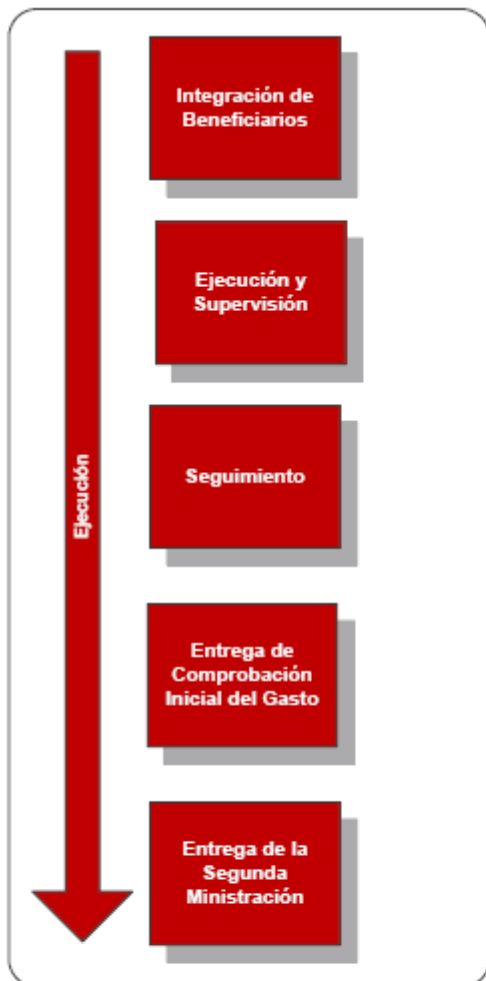 Integración de
Beneficiarios
Ejecución y
Supervisión
Ejecución
Seguimiento
Entrega de
Comprobación
Inicial del Gasto
Entrega de la
Segunda
Ministración